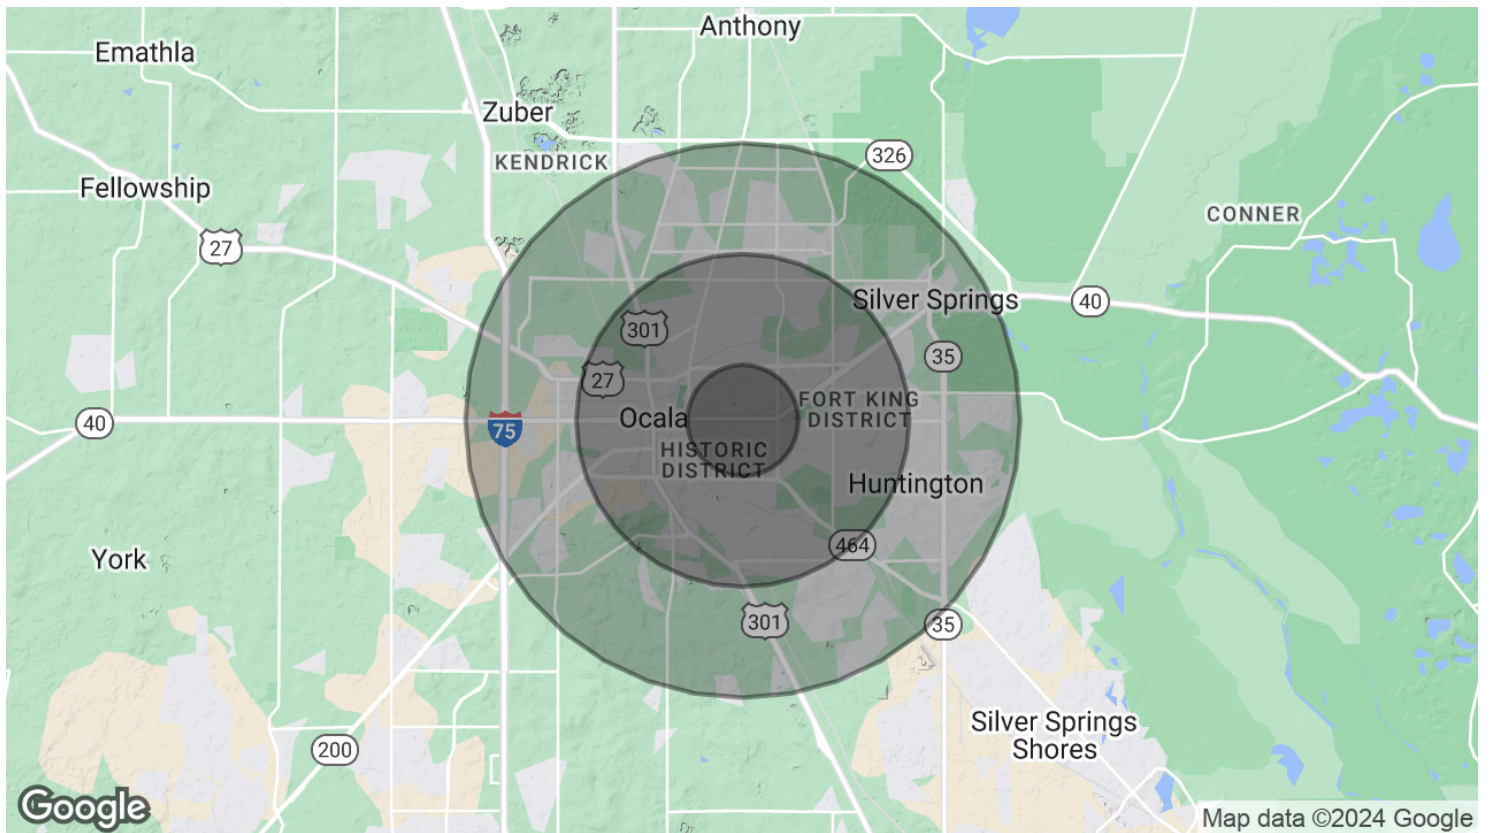 Anthony
Emathla
Zuber
326
KENDRICK
Fellowship
CONNER
27
Silver Springs
40
301
35
27
FORT KING
DISTRICT
40
75
Ocala
HISTORIC
DISTRICT
Huntington
464
York
301
35
Silver Springs
Shores
200
Google
Map data ©2024 Google